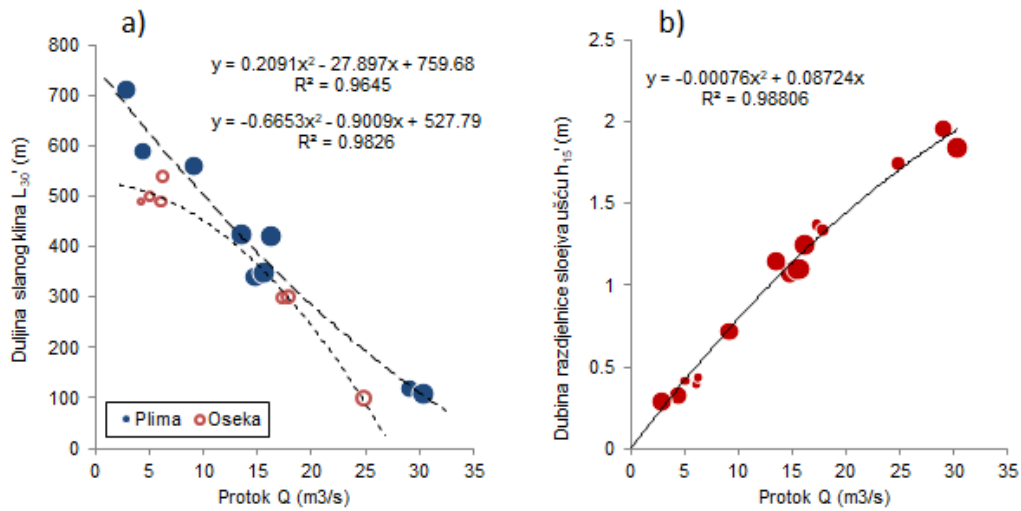 a)
y = 0.2091x² - 27.897x + 759.68
R² = 0.9645
y = -0.6653x² - 0.9009x + 527.79
R² = 0.9826
Duljina slanog klina L₃₀' (m)
800
700
600
500
400
300
200
100
0
Plima Oseka
0 5 10 15 20 25 30 35
Protok Q (m3/s)
b)
y = -0.00076x² + 0.08724x
R² = 0.98806
Dubina razdjelnice sloejva ušću h₁₅' (m)
2.5
2
1.5
1
0.5
0
0 5 10 15 20 25 30 35
Protok Q (m3/s)